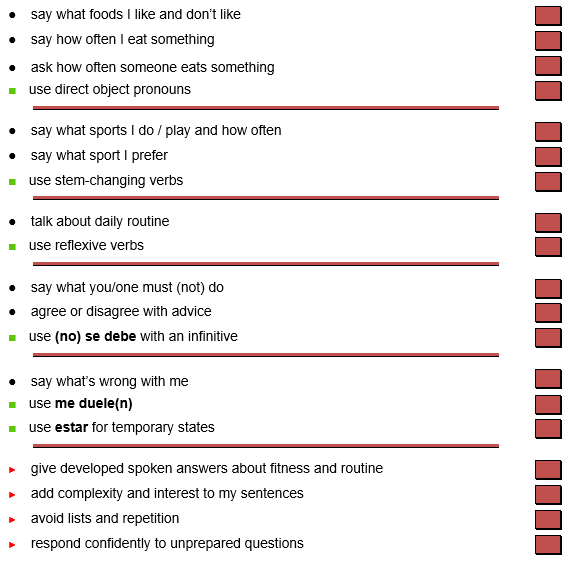 say what foods I like and don't like
say how often I eat something
ask how often someone eats something
use direct object pronouns
say what sports I do / play and how often
say what sport I prefer
use stem-changing verbs
talk about daily routine
use reflexive verbs
say what you/one must (not) do
agree or disagree with advice
use (no) se debe with an infinitive
say what's wrong with me
use me duele(n)
use estar for temporary states
give developed spoken answers about fitness and routine
add complexity and interest to my sentences
avoid lists and repetition
respond confidently to unprepared questions